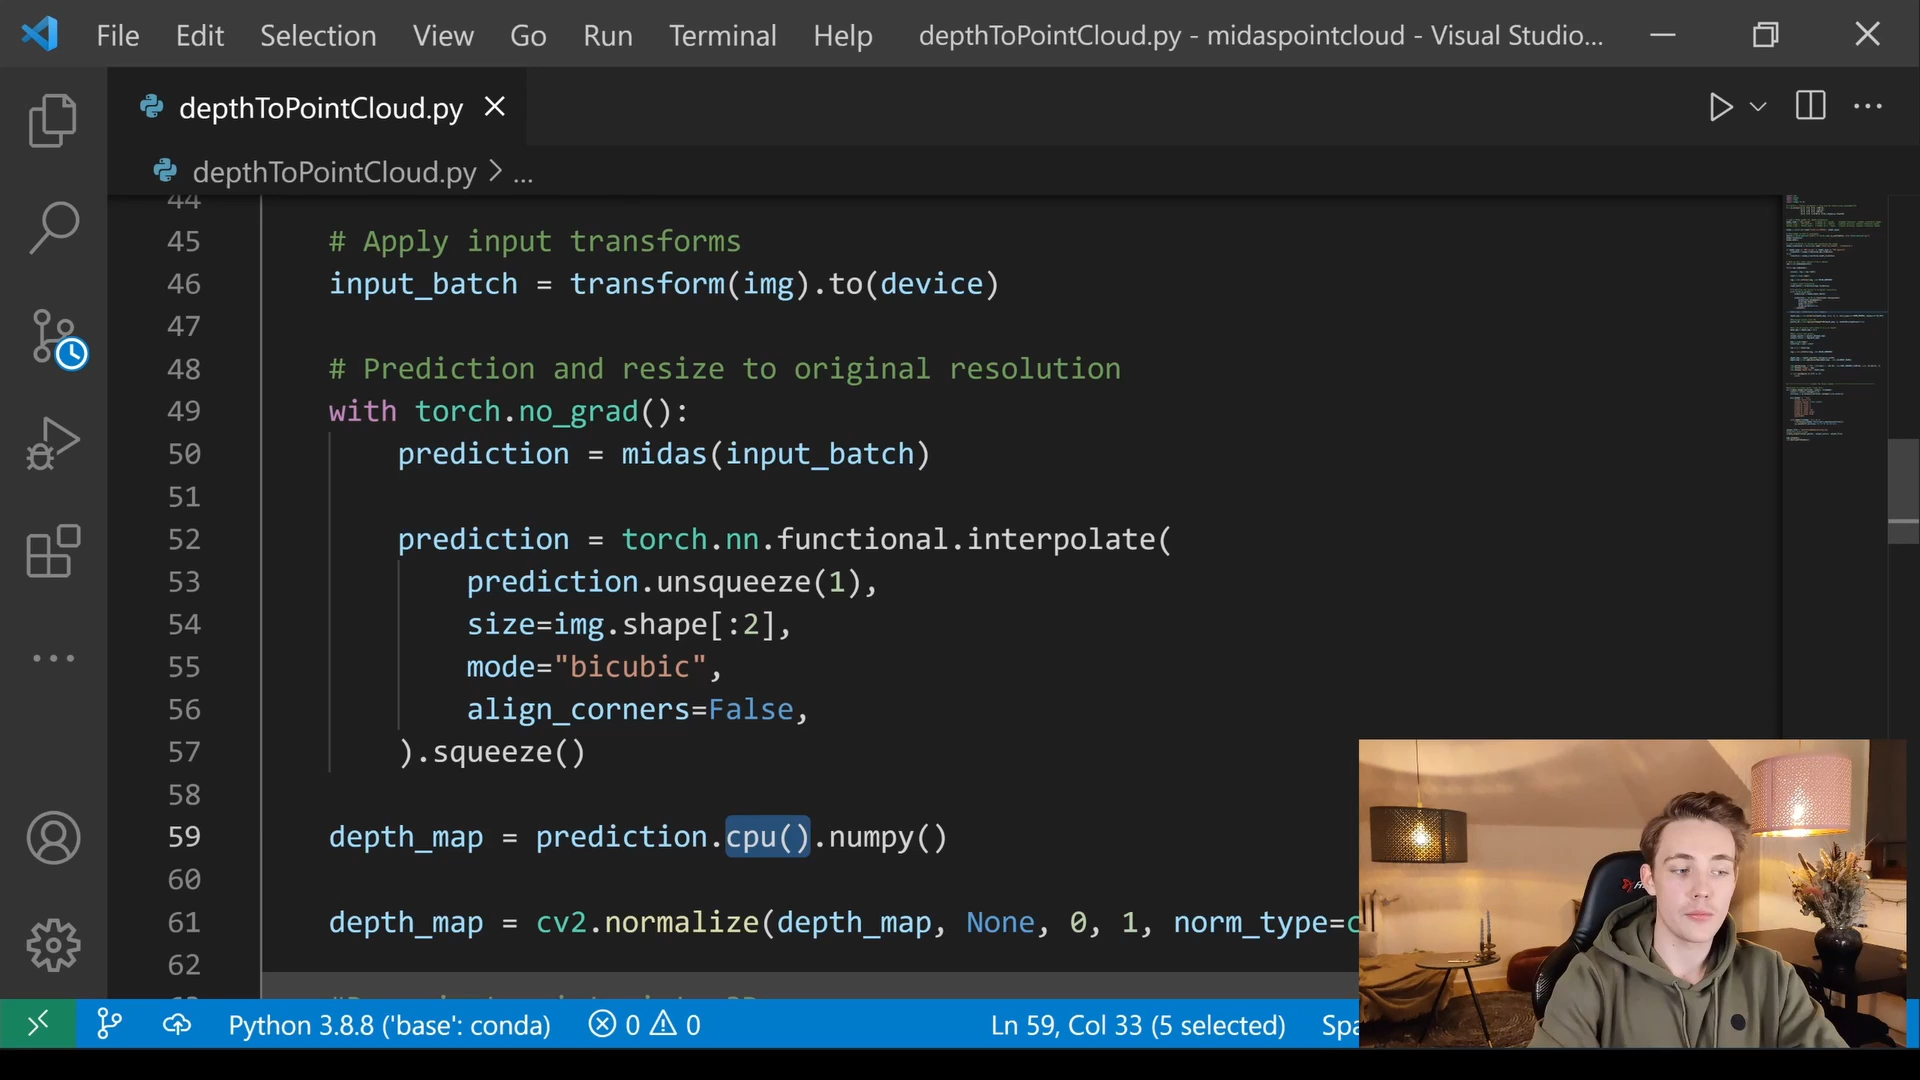 File Edit Selection View Go Run Terminal Help depthToPointCloud.py - midaspointcloud - Visual Studio...
depthToPointCloud.py
depthToPointCloud.py > ...
44
45 # Apply input transforms
46 input_batch = transform(img).to(device)
47
48 # Prediction and resize to original resolution
49 with torch.no_grad():
50 prediction = midas(input_batch)
51
52 prediction = torch.nn.functional.interpolate(
53 prediction.unsqueeze(1),
54 size=img.shape[:2],
55 mode="bicubic",
56 align_corners=False,
57 ).squeeze()
58
59 depth_map = prediction.cpu().numpy()
60
61 depth_map = cv2.normalize(depth_map, None, 0, 1, norm_type=c
62
Python 3.8.8 ('base': conda) 0 0 Ln 59, Col 33 (5 selected) Spa